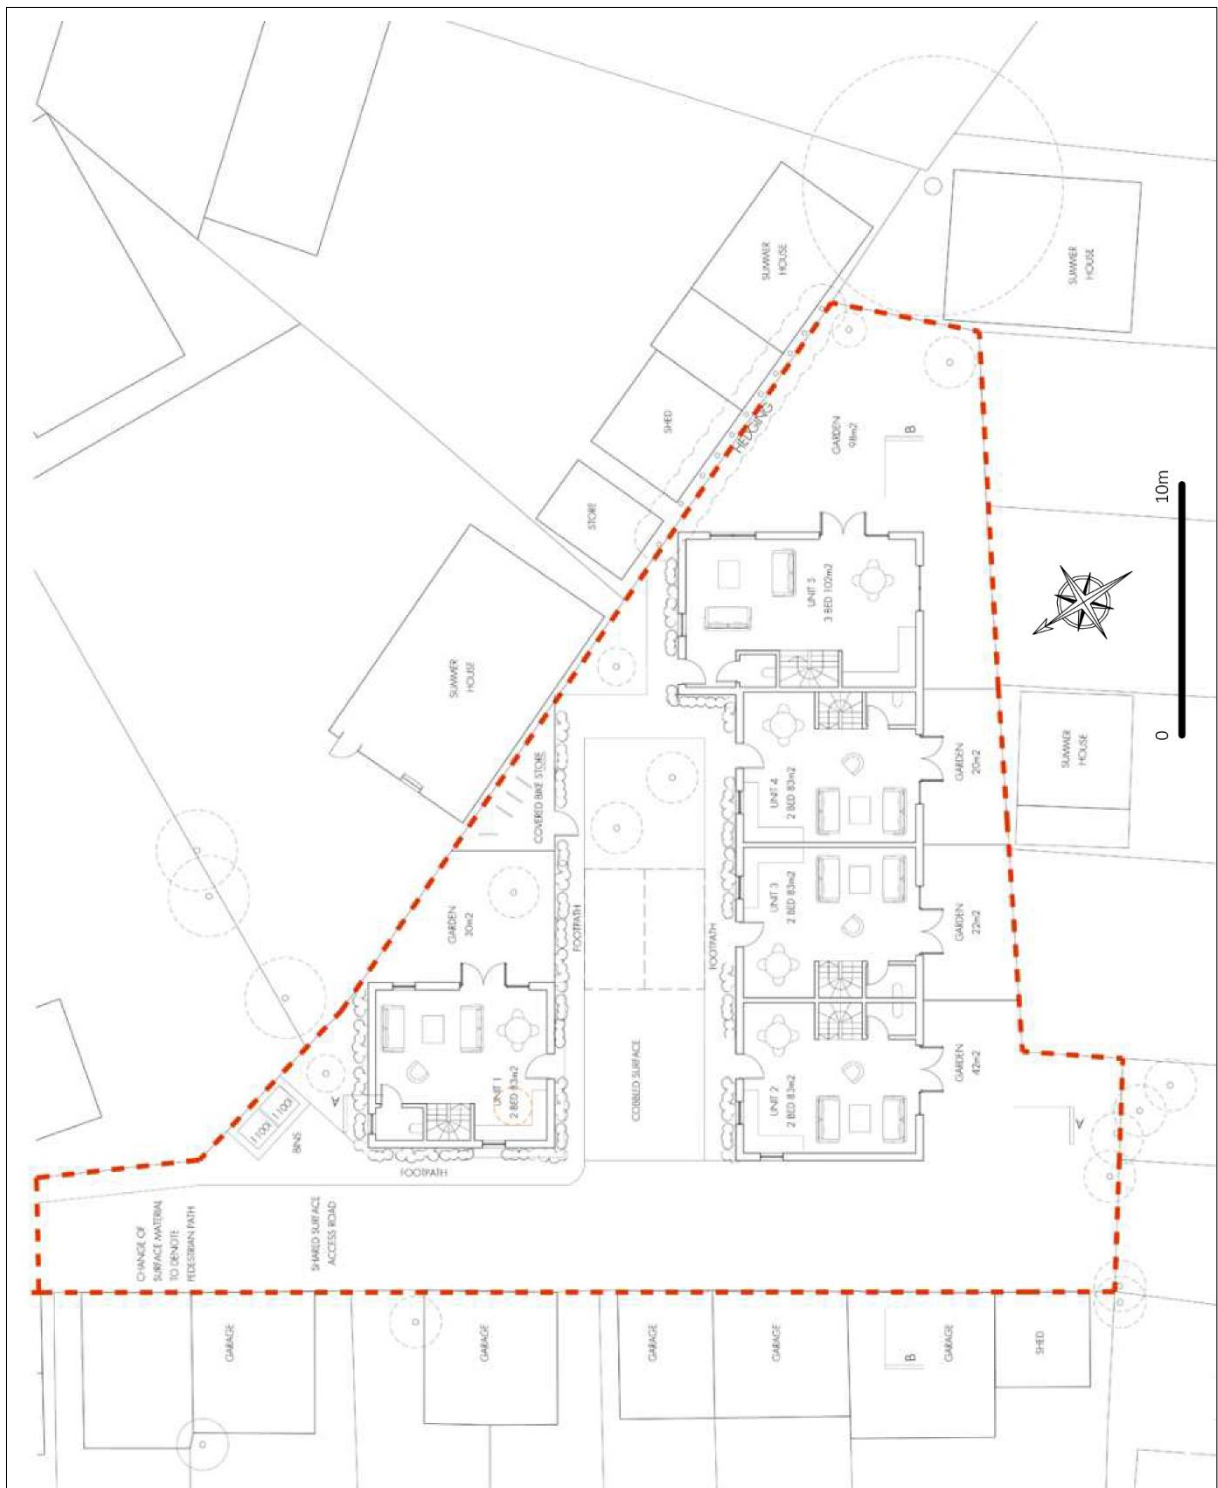 SUMMER
HOUSE
SUMMER
HOUSE
SHED
HEDGING
GARDEN
98m2
B
STORE
10m
0
UNIT 5
3 BED 102m2
SUMMER
HOUSE
COVERED BIKE STORE
UNIT 4
2 BED 83m2
GARDEN
20m2
SUMMER
HOUSE
GARDEN
30m2
FOOTPATH
FOOTPATH
UNIT 3
2 BED 83m2
GARDEN
22m2
COBBLED SURFACE
UNIT 1
2 BED 83m2
UNIT 2
2 BED 83m2
GARDEN
42m2
A
A
1100l
1100l
BINS
FOOTPATH
CHANGE OF
SURFACE MATERIAL
TO DENOTE
PEDESTRIAN PATH
SHARED SURFACE
ACCESS ROAD
GARAGE
GARAGE
GARAGE
GARAGE
B
GARAGE
SHED